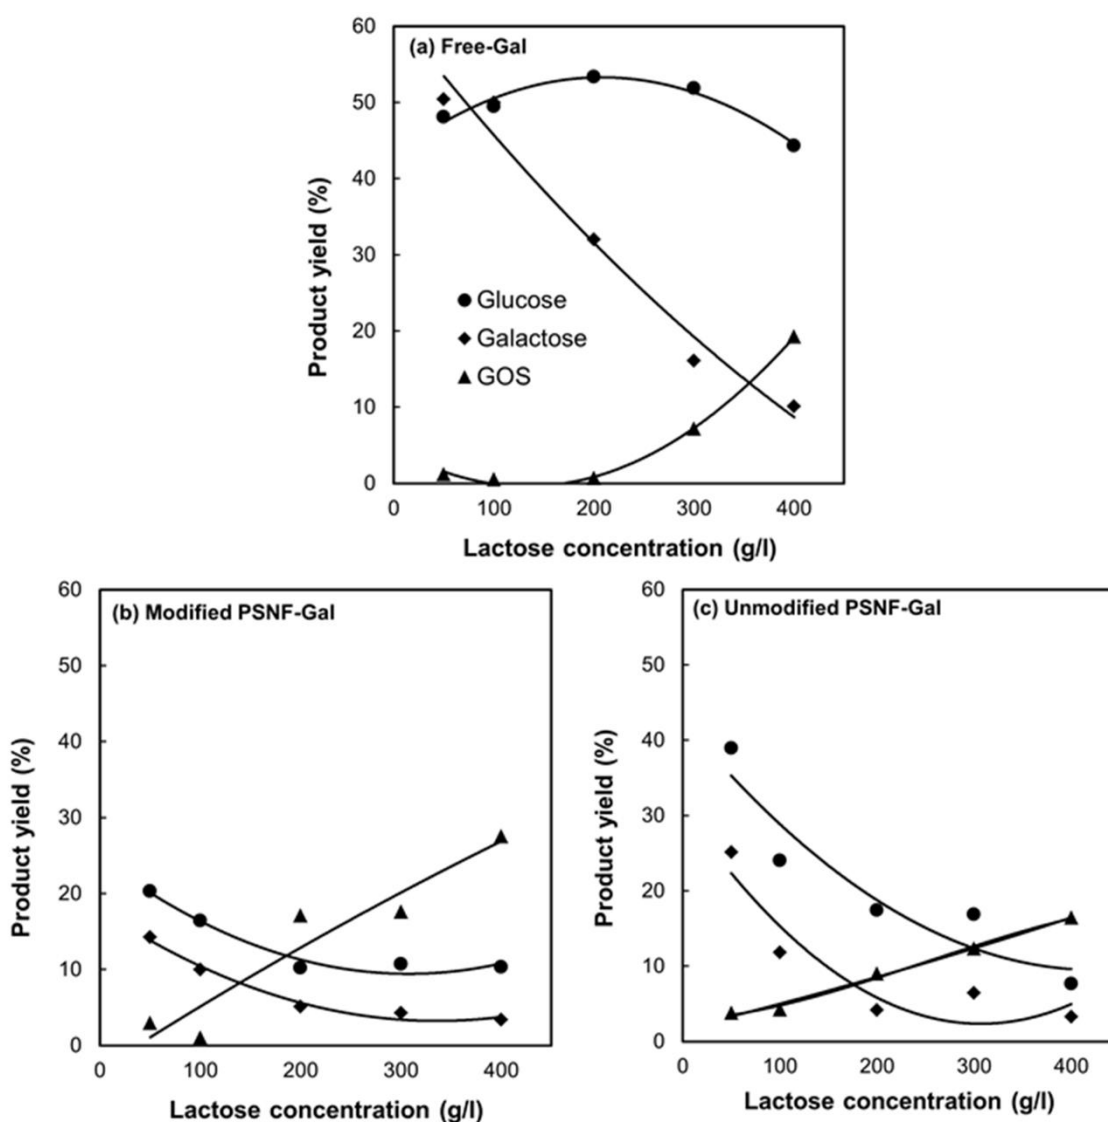 (a) Free-Gal
Product yield (%)
60
50
40
30
20
10
0
Glucose
Galactose
GOS
0 100 200 300 400
Lactose concentration (g/l)
(b) Modified PSNF-Gal
Product yield (%)
60
50
40
30
20
10
0
0 100 200 300 400
Lactose concentration (g/l)
(c) Unmodified PSNF-Gal
Product yield (%)
60
50
40
30
20
10
0
0 100 200 300 400
Lactose concentration (g/l)